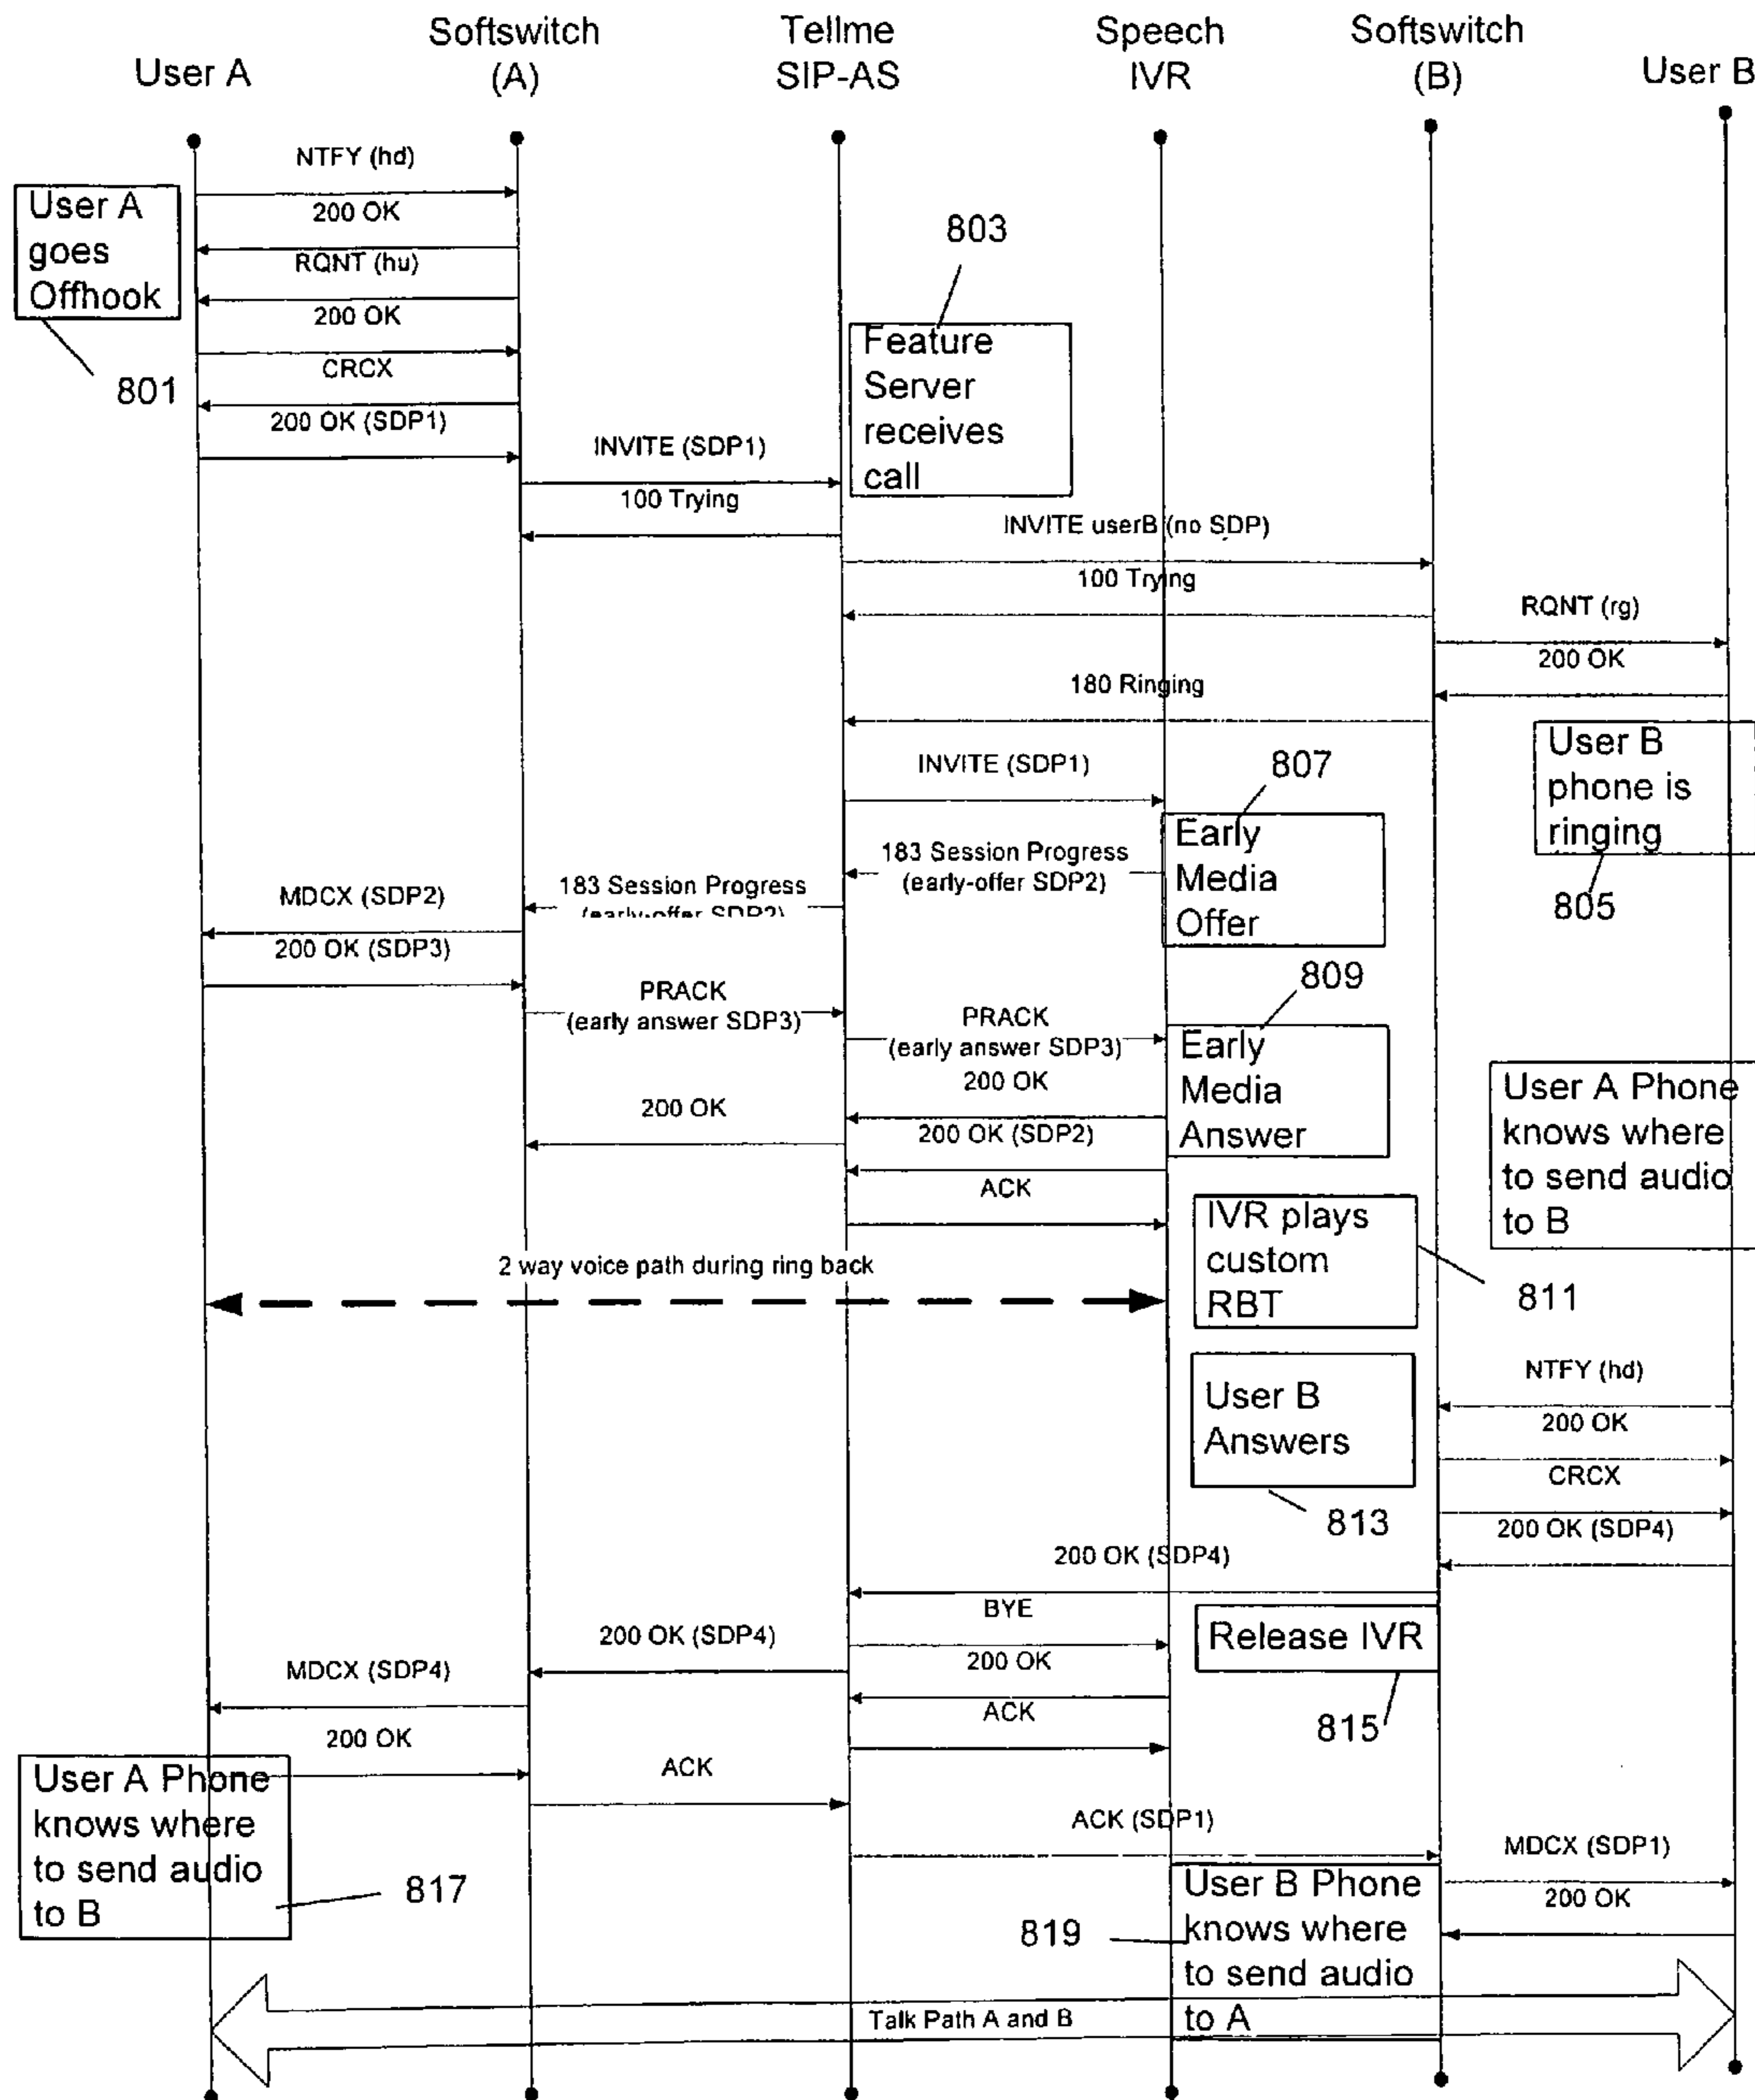 User A
Softswitch
(A)
Tellme
SIP-AS
Speech
IVR
Softswitch
(B)
User B
NTFY (hd)
200 OK
User A
goes
Offhook
801
RQNT (hu)
200 OK
CRCX
200 OK (SDP1)
803
Feature
Server
receives
call
INVITE (SDP1)
100 Trying
INVITE userB (no SDP)
100 Trying
RQNT (rg)
200 OK
180 Ringing
User B
phone is
ringing
805
INVITE (SDP1)
807
Early
Media
Offer
183 Session Progress
(early-offer SDP2)
183 Session Progress
(early-offer SDP2)
MDCX (SDP2)
200 OK (SDP3)
809
PRACK
(early answer SDP3)
PRACK
(early answer SDP3)
Early
Media
Answer
200 OK
200 OK
200 OK (SDP2)
ACK
User A Phone
knows where
to send audio
to B
IVR plays
custom
RBT
811
2 way voice path during ring back
User B
Answers
813
NTFY (hd)
200 OK
CRCX
200 OK (SDP4)
200 OK (SDP4)
BYE
Release IVR
815
200 OK (SDP4)
200 OK
MDCX (SDP4)
ACK
200 OK
User A Phone
knows where
to send audio
to B
817
ACK
ACK (SDP1)
MDCX (SDP1)
200 OK
819
User B Phone
knows where
to send audio
to A
Talk Path A and B